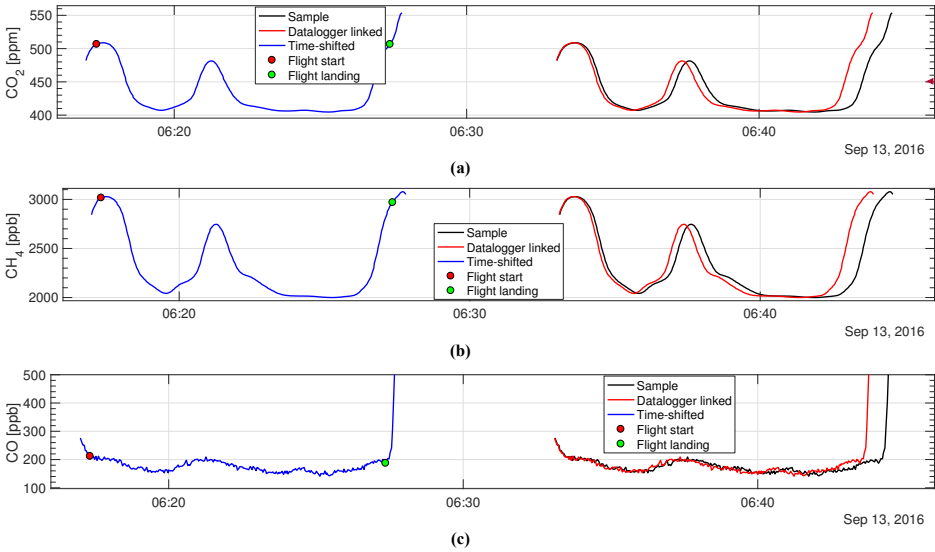 CO2 [ppm]
550
500
450
400
Sample
Datalogger linked
Time-shifted
Flight start
Flight landing
06:20
06:30
06:40
Sep 13, 2016
(a)
CH4 [ppb]
3000
2500
2000
Sample
Datalogger linked
Time-shifted
Flight start
Flight landing
06:20
06:30
06:40
Sep 13, 2016
(b)
CO [ppb]
500
400
300
200
100
Sample
Datalogger linked
Time-shifted
Flight start
Flight landing
06:20
06:30
06:40
Sep 13, 2016
(c)